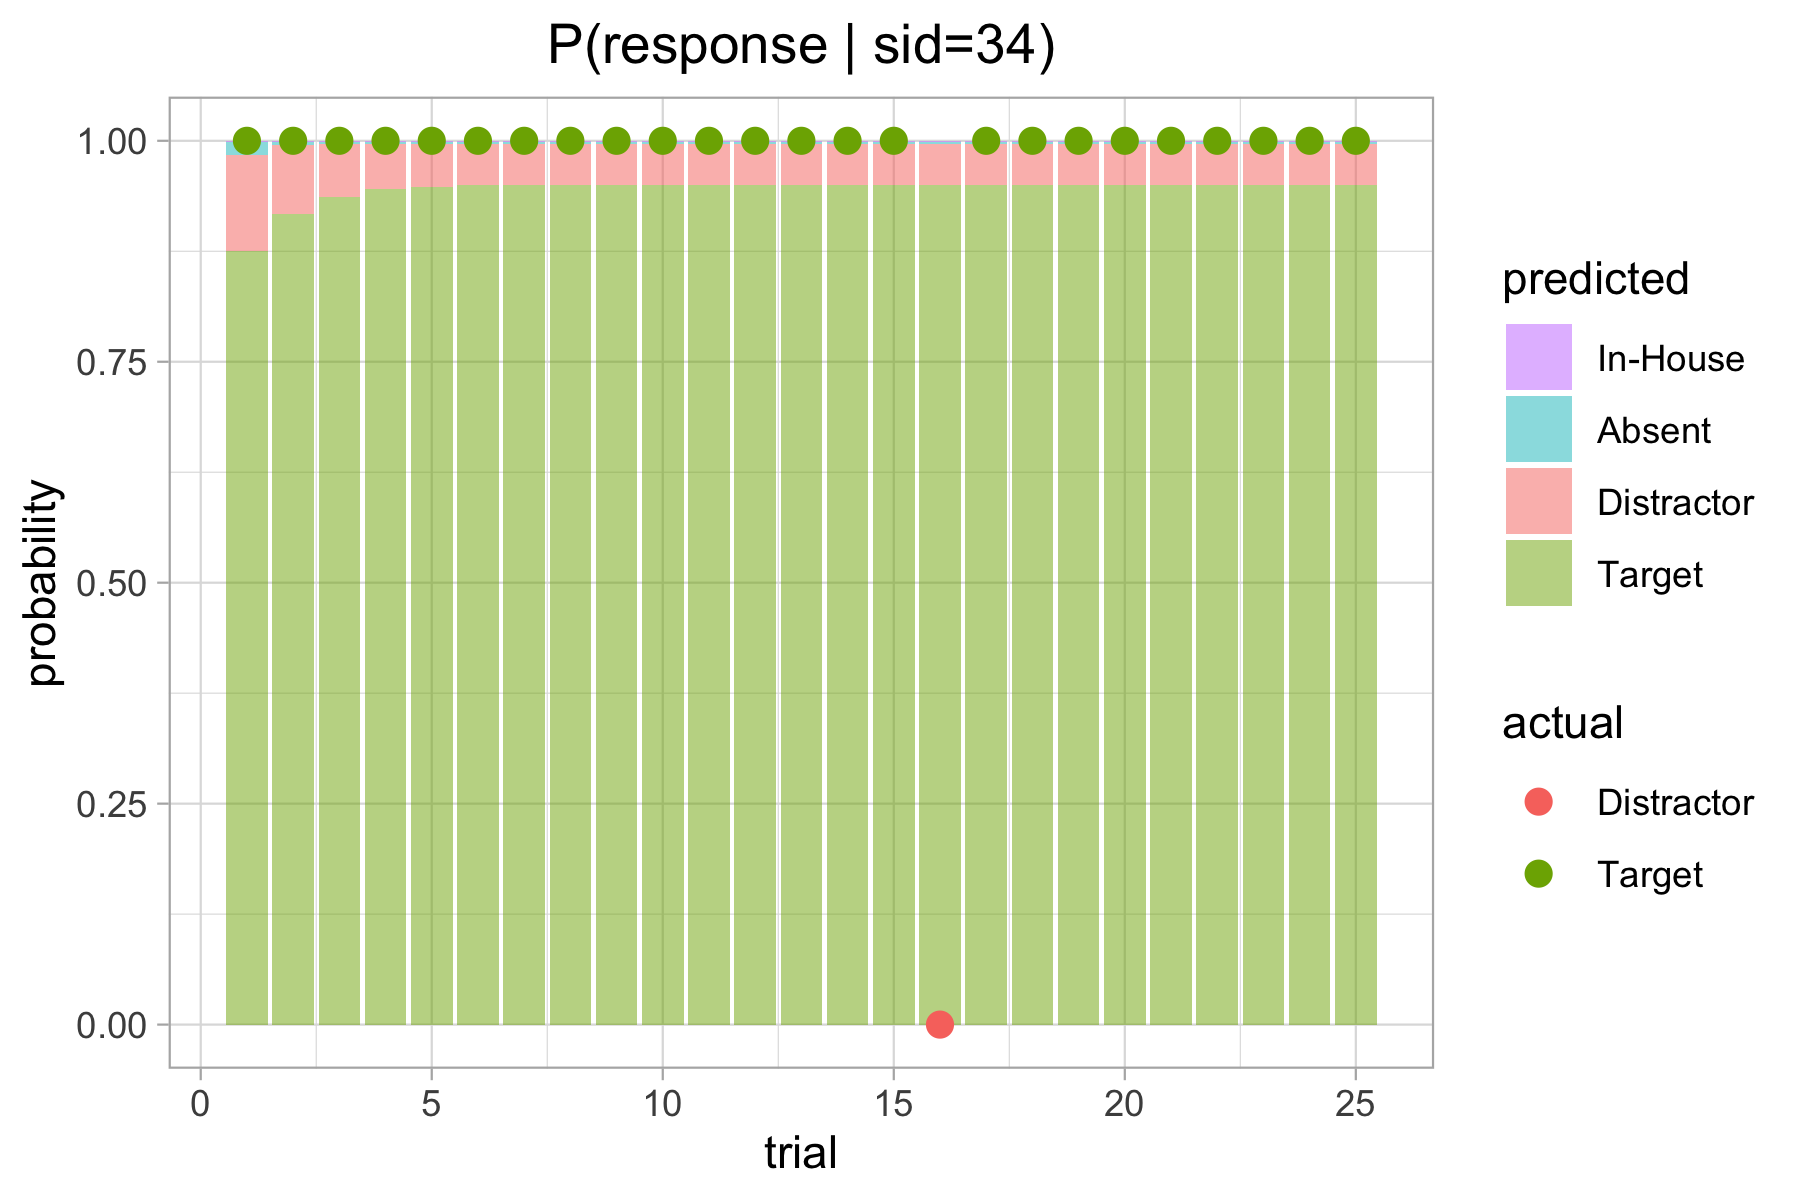 P(response | sid=34)
probability
1.00
0.75
0.50
0.25
0.00
0 5 10 15 20 25
trial
predicted
In-House
Absent
Distractor
Target
actual
Distractor
Target